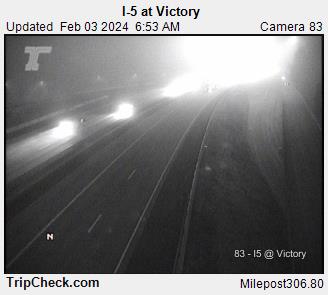 I-5 at Victory
Updated Feb 03 2024 6:53 AM Camera 83
T
N
83 - I5 @ Victory
TripCheck.com Milepost306.80